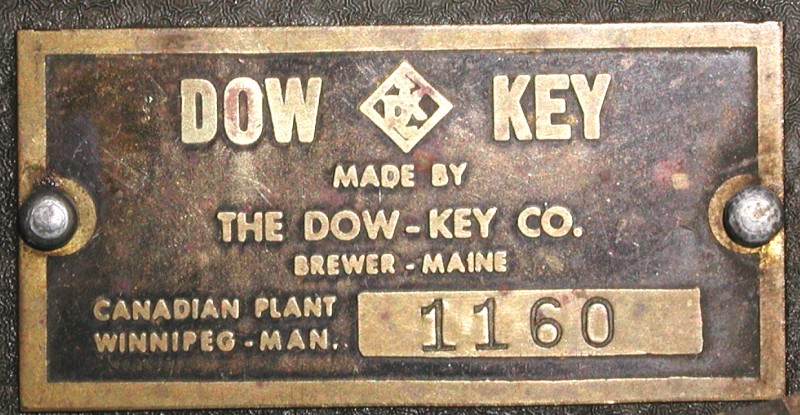 DOW KEY
MADE BY
THE DOW-KEY CO.
BREWER-MAINE
CANADIAN PLANT
WINNIPEG-MAN.
1160